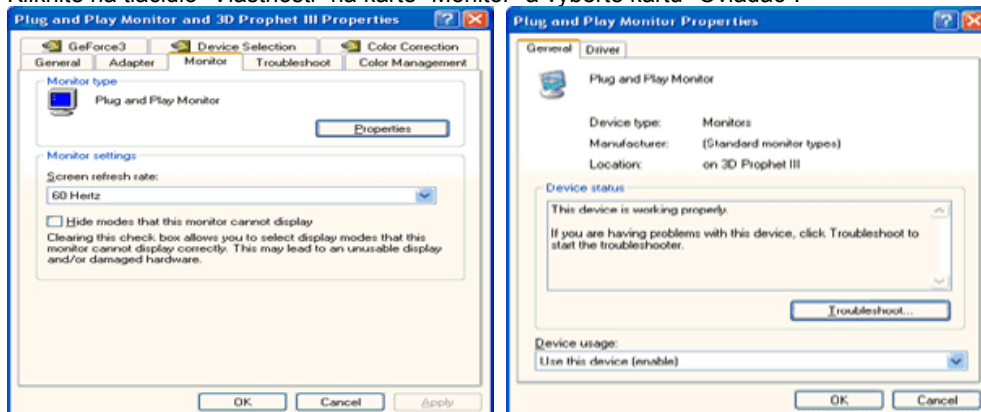 Kliknite na tlačidlo "Vlastnosti" na karte "Monitor" a vyberte kartu "Ovládač".
Plug and Play Monitor and 3D Prophet III Properties
GeForce3 Device Selection Color Correction
General Adapter Monitor Troubleshoot Color Management
Monitor type
Plug and Play Monitor
Properties
Monitor settings
Screen refresh rate:
60 Hertz
Hide modes that this monitor cannot display
Clearing this check box allows you to select display modes that this
monitor cannot display correctly. This may lead to an unusable display
and/or damaged hardware.
OK Cancel Apply
Plug and Play Monitor Properties
General Driver
Plug and Play Monitor
Device type: Monitors
Manufacturer: (Standard monitor types)
Location: on 3D Prophet III
Device status
This device is working properly.
If you are having problems with this device, click Troubleshoot to
start the troubleshooter.
Troubleshoot...
Device usage:
Use this device (enable)
OK Cancel